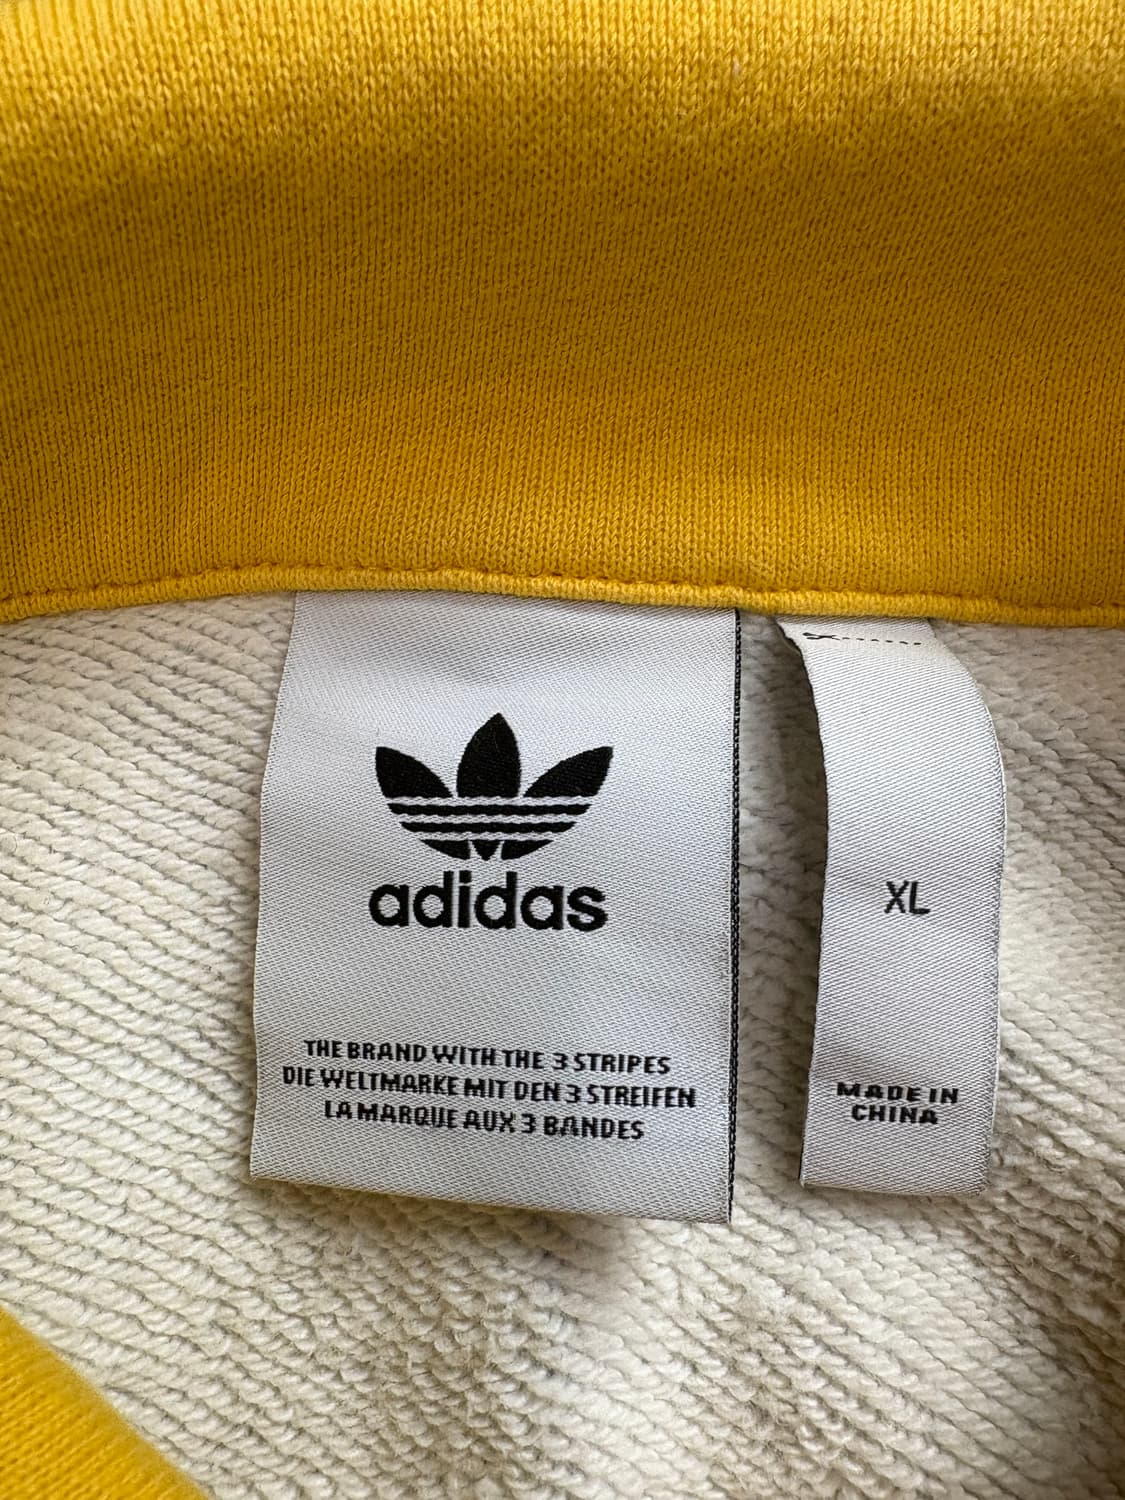 adidas
THE BRAND WITH THE 3 STRIPES
DIE WELTMARKE MIT DEN 3 STREIFEN
LA MARQUE AUX 3 BANDES
XL
MADE IN
CHINA